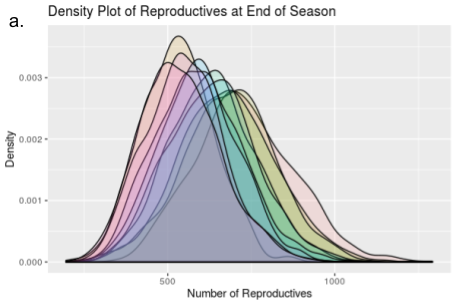 Density Plot of Reproductives at End of Season
a.
0.003
0.002
0.001
0.000
Density
500
1000
Number of Reproductives